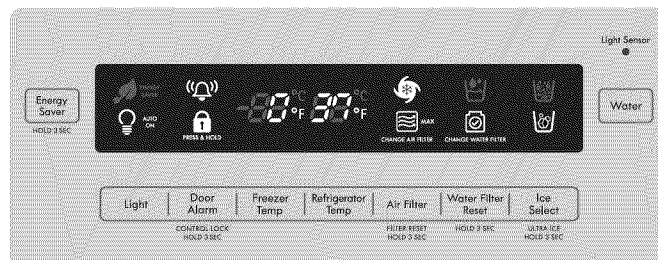 Light Sensor
Energy
Saver
HOLD 3 SEC
ENERGY
SAVER
AUTO
ON
PRESS & HOLD
°C
0 °F
°C
37 °F
MAX
CHANGE AIR FILTER
CHANGE WATER FILTER
Water
Light
Door
Alarm
CONTROL LOCK
HOLD 3 SEC
Freezer
Temp
Refrigerator
Temp
Air Filter
FILTER RESET
HOLD 3 SEC
Water Filter
Reset
HOLD 3 SEC
Ice
Select
ULTRA ICE
HOLD 3 SEC